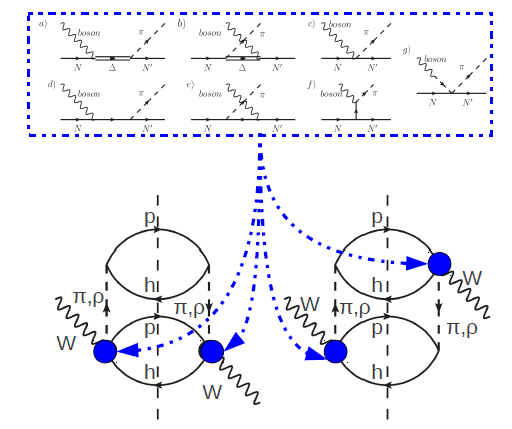 a) boson π N Δ N'
b) boson π N Δ N'
c) boson π N N'
g) boson π N N'
d) boson π N N'
e) boson π N N'
f) boson π N N'
p p
h h W
π,ρ π,ρ W π,ρ π,ρ
p p
W
h h
W